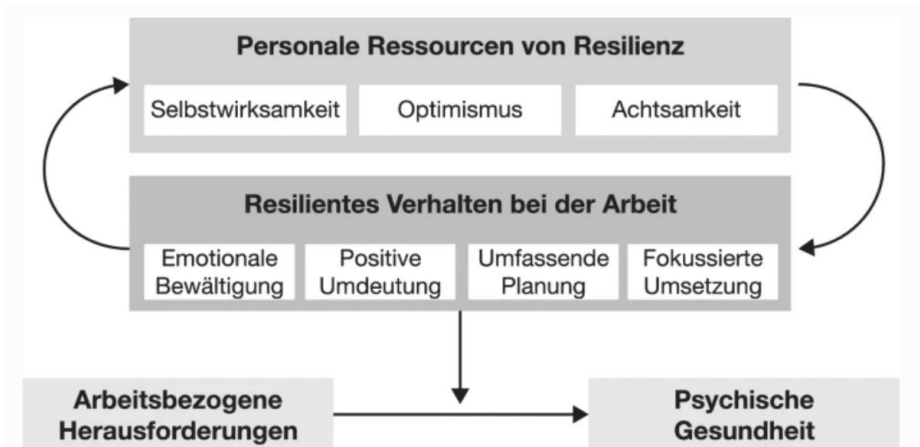 Personale Ressourcen von Resilienz
Selbstwirksamkeit
Optimismus
Achtsamkeit
Resilientes Verhalten bei der Arbeit
Emotionale
Bewältigung
Positive
Umdeutung
Umfassende
Planung
Fokussierte
Umsetzung
Arbeitsbezogene
Herausforderungen
Psychische
Gesundheit